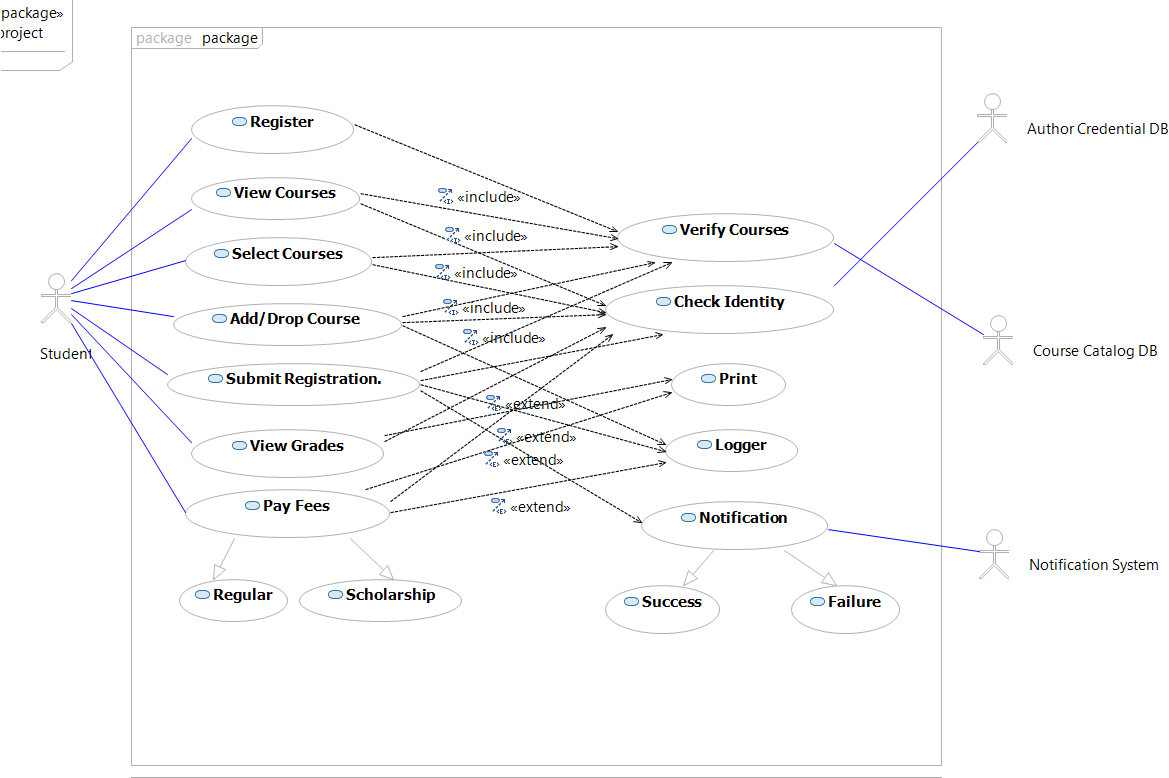 package»
project
package package
Register
Author Credential DB
View Courses
«include»
Verify Courses
«include»
Select Courses
«include»
Check Identity
«include»
Add/Drop Course
«include»
Student
Course Catalog DB
Submit Registration.
Print
«extend»
«extend»
View Grades
Logger
«extend»
Pay Fees
«extend»
Notification
Notification System
Regular
Scholarship
Success
Failure